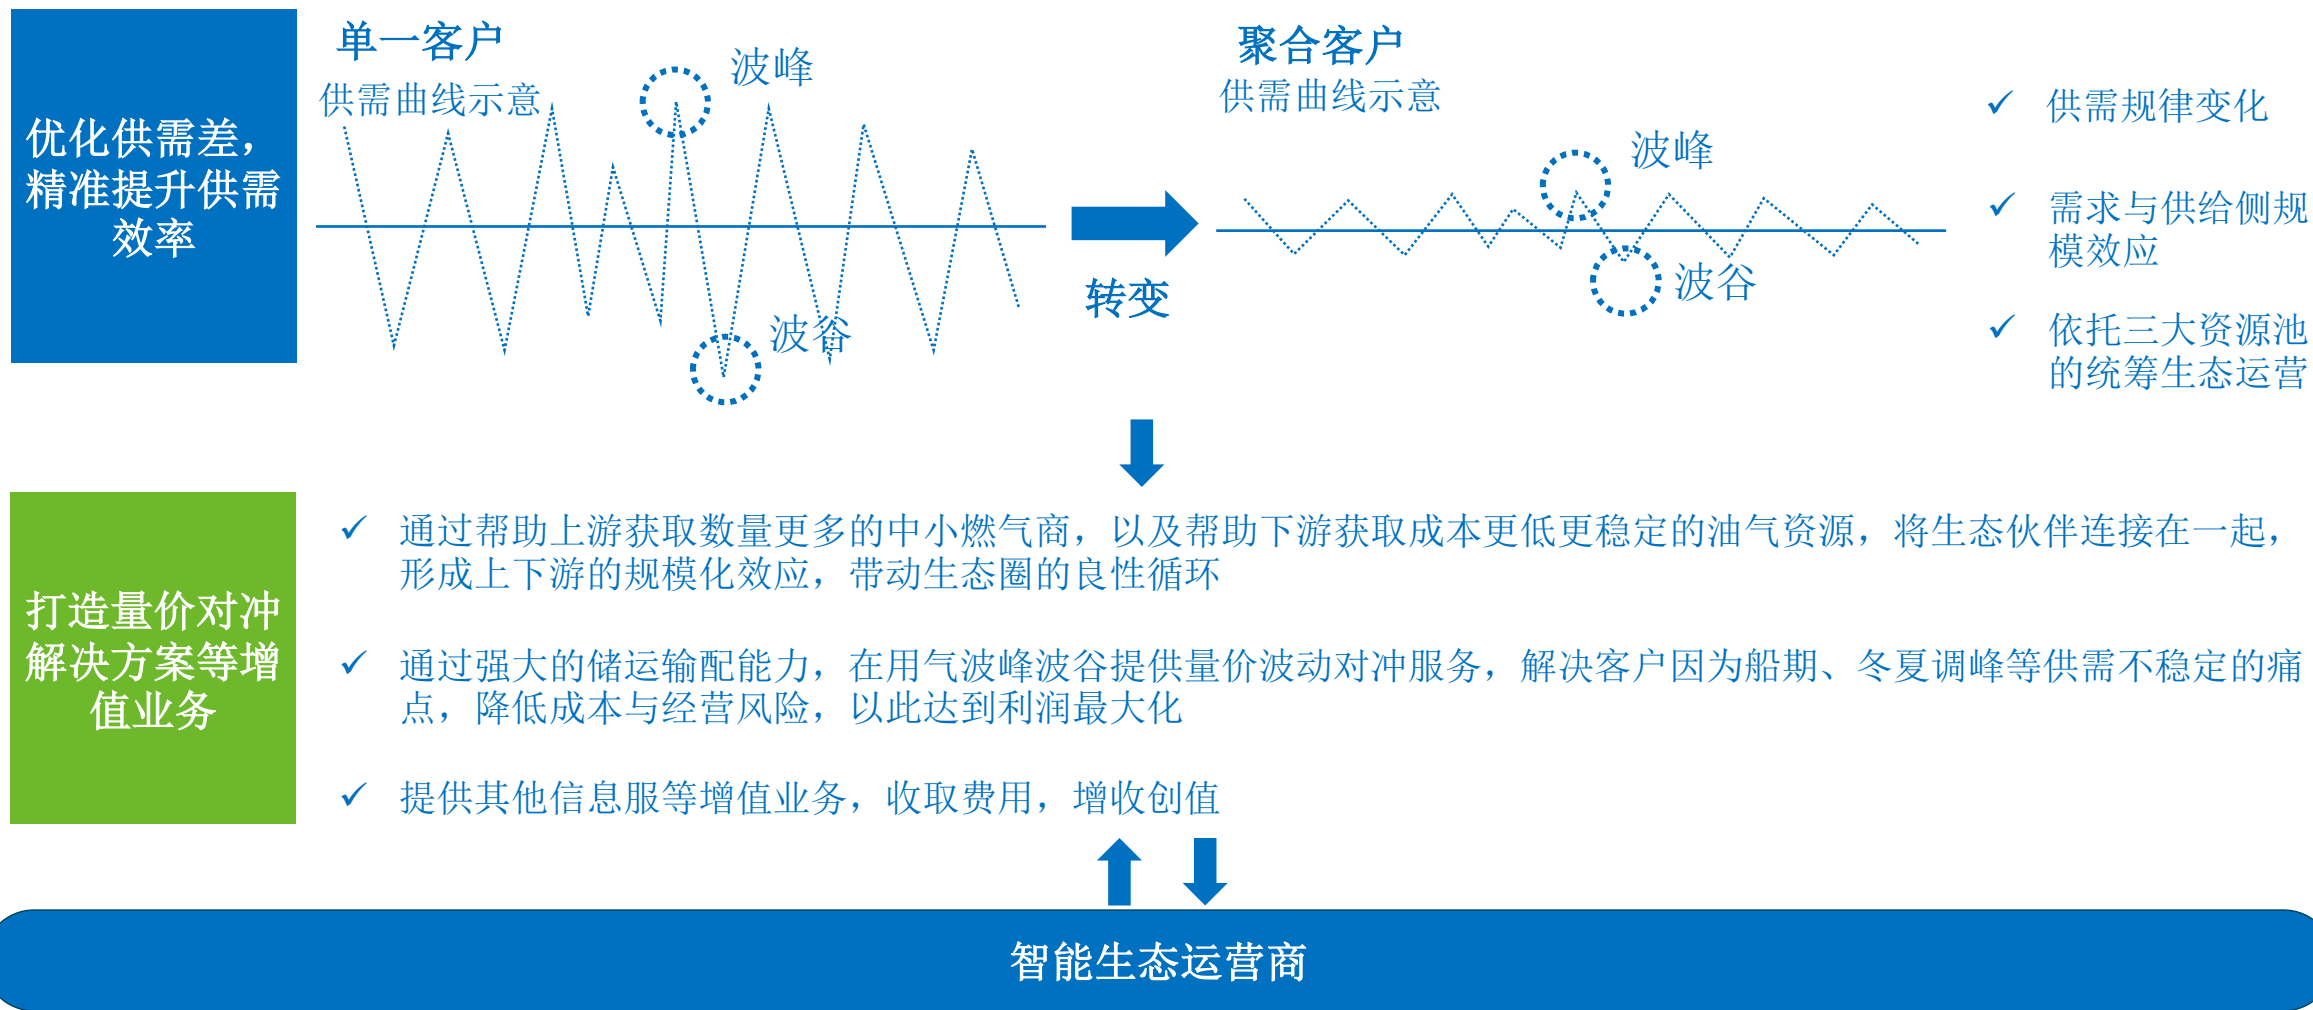 优化供需差，
精准提升供需
效率
单一客户
供需曲线示意
波峰
波谷
转变
聚合客户
供需曲线示意
波峰
波谷
✓ 供需规律变化
✓ 需求与供给侧规
模效应
✓ 依托三大资源池
的统筹生态运营
打造量价对冲
解决方案等增
值业务
✓ 通过帮助上游获取数量更多的中小燃气商，以及帮助下游获取成本更低更稳定的油气资源，将生态伙伴连接在一起，
形成上下游的规模化效应，带动生态圈的良性循环
✓ 通过强大的储运输配能力，在用气波峰波谷提供量价波动对冲服务，解决客户因为船期、冬夏调峰等供需不稳定的痛
点，降低成本与经营风险，以此达到利润最大化
✓ 提供其他信息服等增值业务，收取费用，增收创值
智能生态运营商